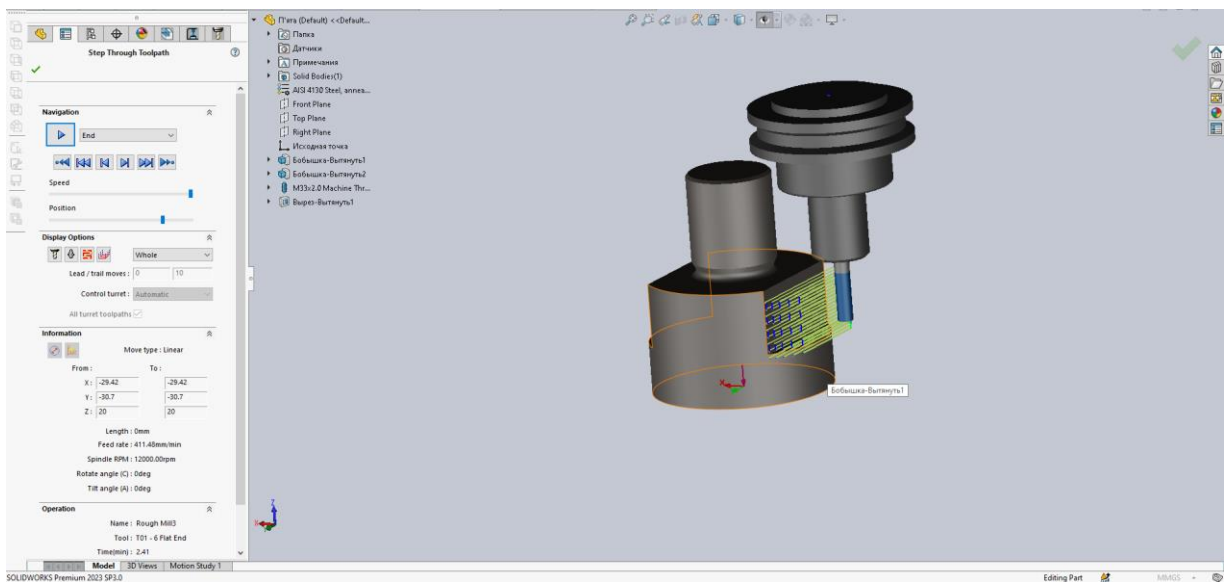 Step Through Toolpath
Navigation
End
Speed
Position
Display Options
Whole
Lead / trail moves : 0 10
Control turret : Automatic
All turret toolpaths
Information
Move type : Linear
From : To :
X : -29.42 -29.42
Y : -30.7 -30.7
Z : 20 20
Length : 0mm
Feed rate : 411.48mm/min
Spindle RPM : 12000.00rpm
Rotate angle (C) : 0deg
Tilt angle (A) : 0deg
Operation
Name : Rough Mill3
Tool : T01 - 6 Flat End
Time(min) : 2.41
П'ята (Default) <<Default...
Папка
Датчики
Примечания
Solid Bodies(1)
AISI 4130 Steel, annea...
Front Plane
Top Plane
Right Plane
Исходная точка
Бобышка-Вытянуть1
Бобышка-Вытянуть2
M33x2.0 Machine Thr...
Вырез-Вытянуть1
Бобышка-Вытянуть1
X
Z
X
Model 3D Views Motion Study 1
SOLIDWORKS Premium 2023 SP3.0
Editing Part
MMGS